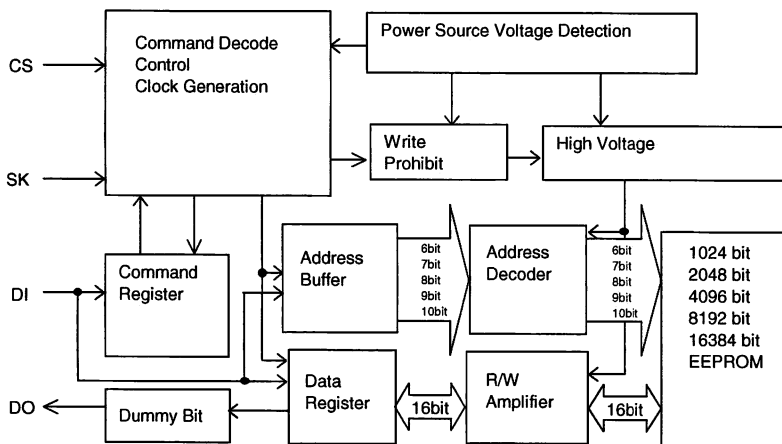 Command Decode
Control
Clock Generation
Power Source Voltage Detection
CS
Write
Prohibit
High Voltage
SK
Command
Register
Address
Buffer
6bit
7bit
8bit
9bit
10bit
Address
Decoder
6bit
7bit
8bit
9bit
10bit
1024 bit
2048 bit
4096 bit
8192 bit
16384 bit
EEPROM
DI
DO
Dummy Bit
Data
Register
16bit
R/W
Amplifier
16bit